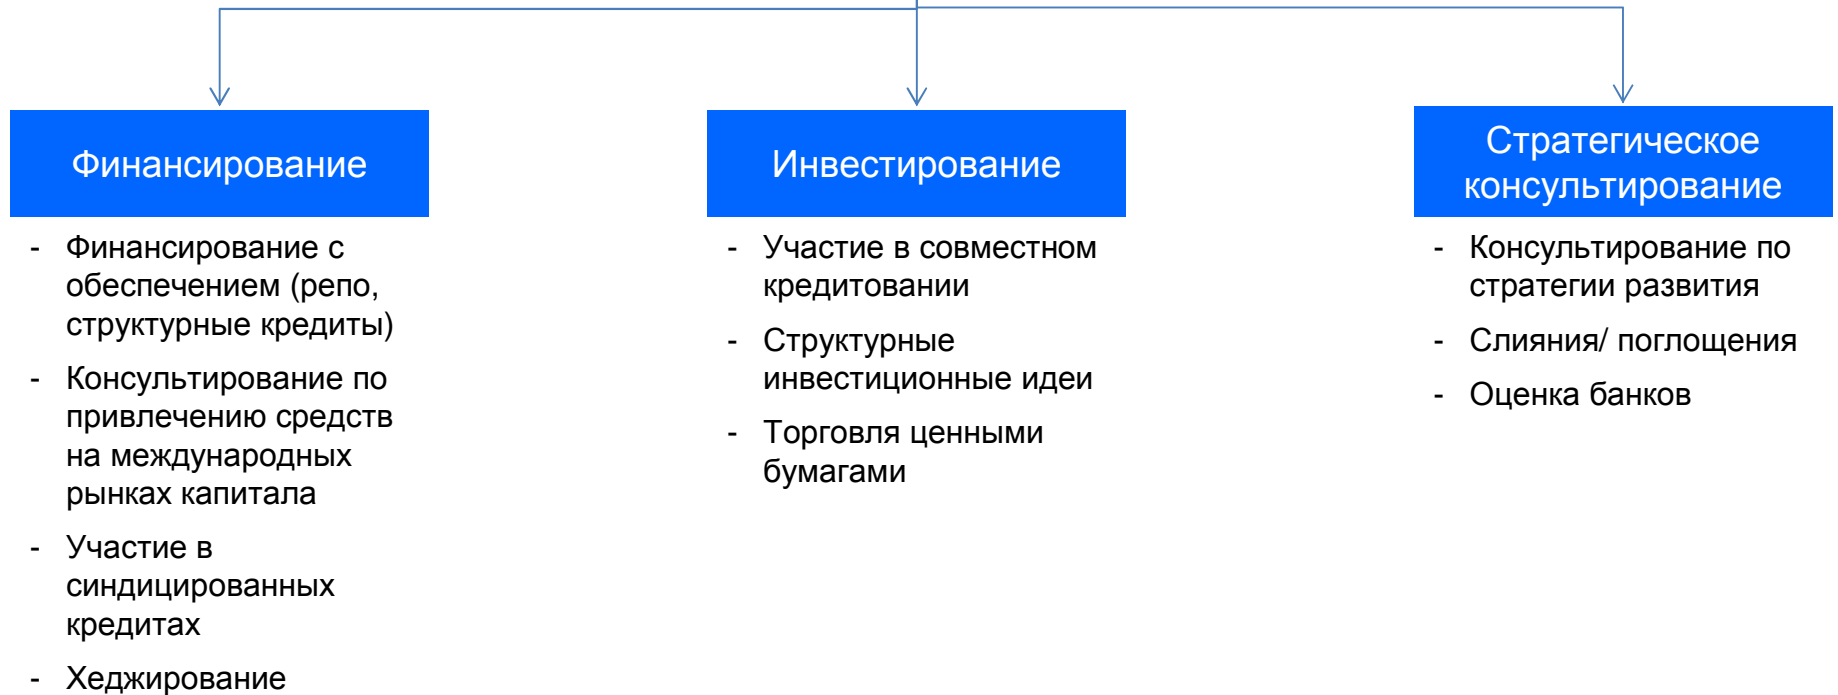 Финансирование
- Финансирование с
обеспечением (репо,
структурные кредиты)
- Консультирование по
привлечению средств
на международных
рынках капитала
- Участие в
синдицированных
кредитах
- Хеджирование
Инвестирование
- Участие в совместном
кредитовании
- Структурные
инвестиционные идеи
- Торговля ценными
бумагами
Стратегическое
консультирование
- Консультирование по
стратегии развития
- Слияния/ поглощения
- Оценка банков